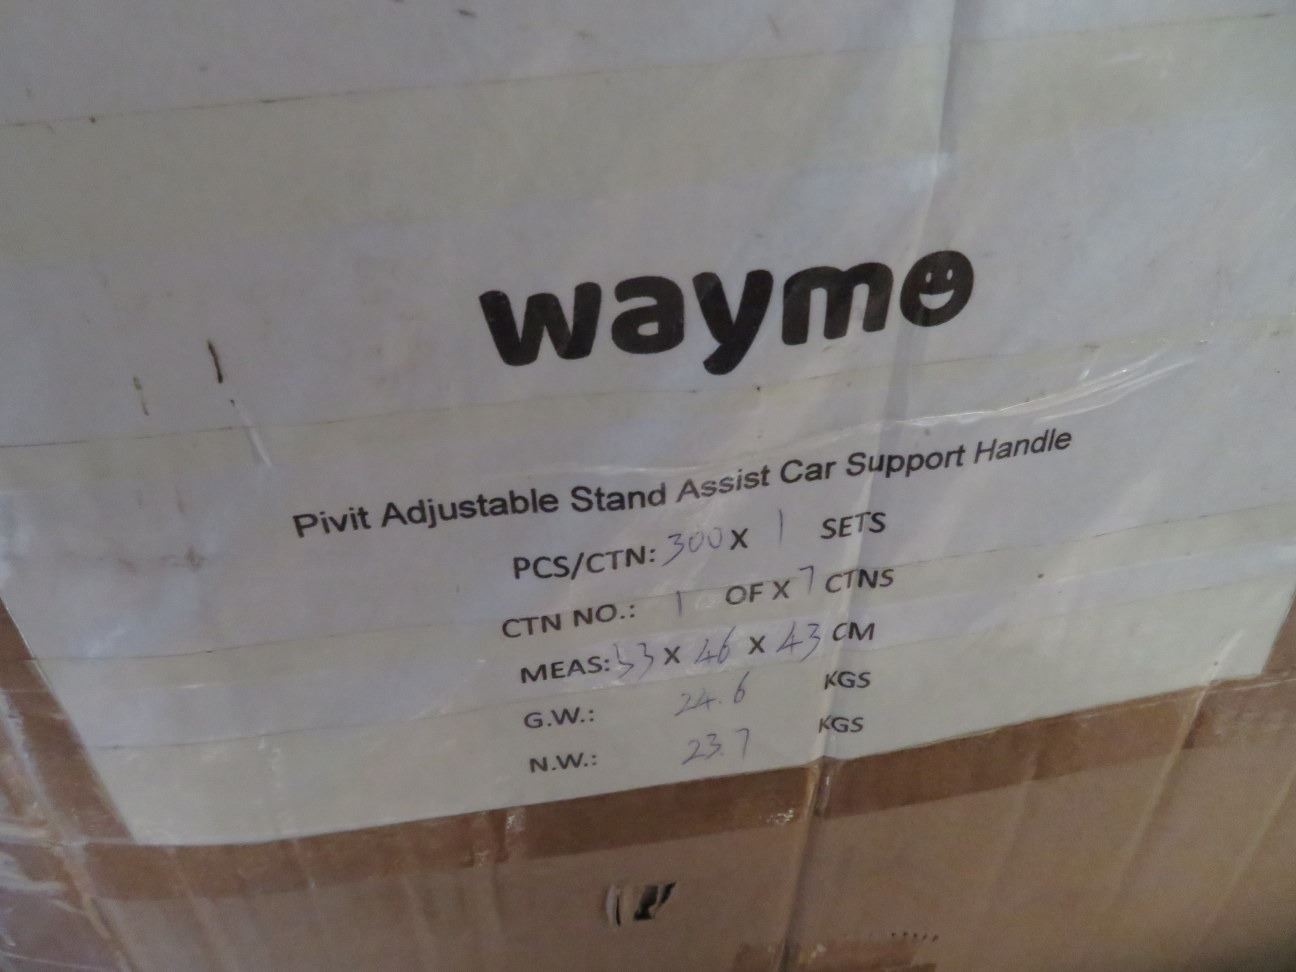 waymo
Pivit Adjustable Stand Assist Car Support Handle
PCS/CTN: 300 X 1 SETS
CTN NO.: 1 OF X 7 CTNS
MEAS: 53 X 46 X 43 CM
G.W.: 24.6 KGS
N.W.: 23.7 KGS